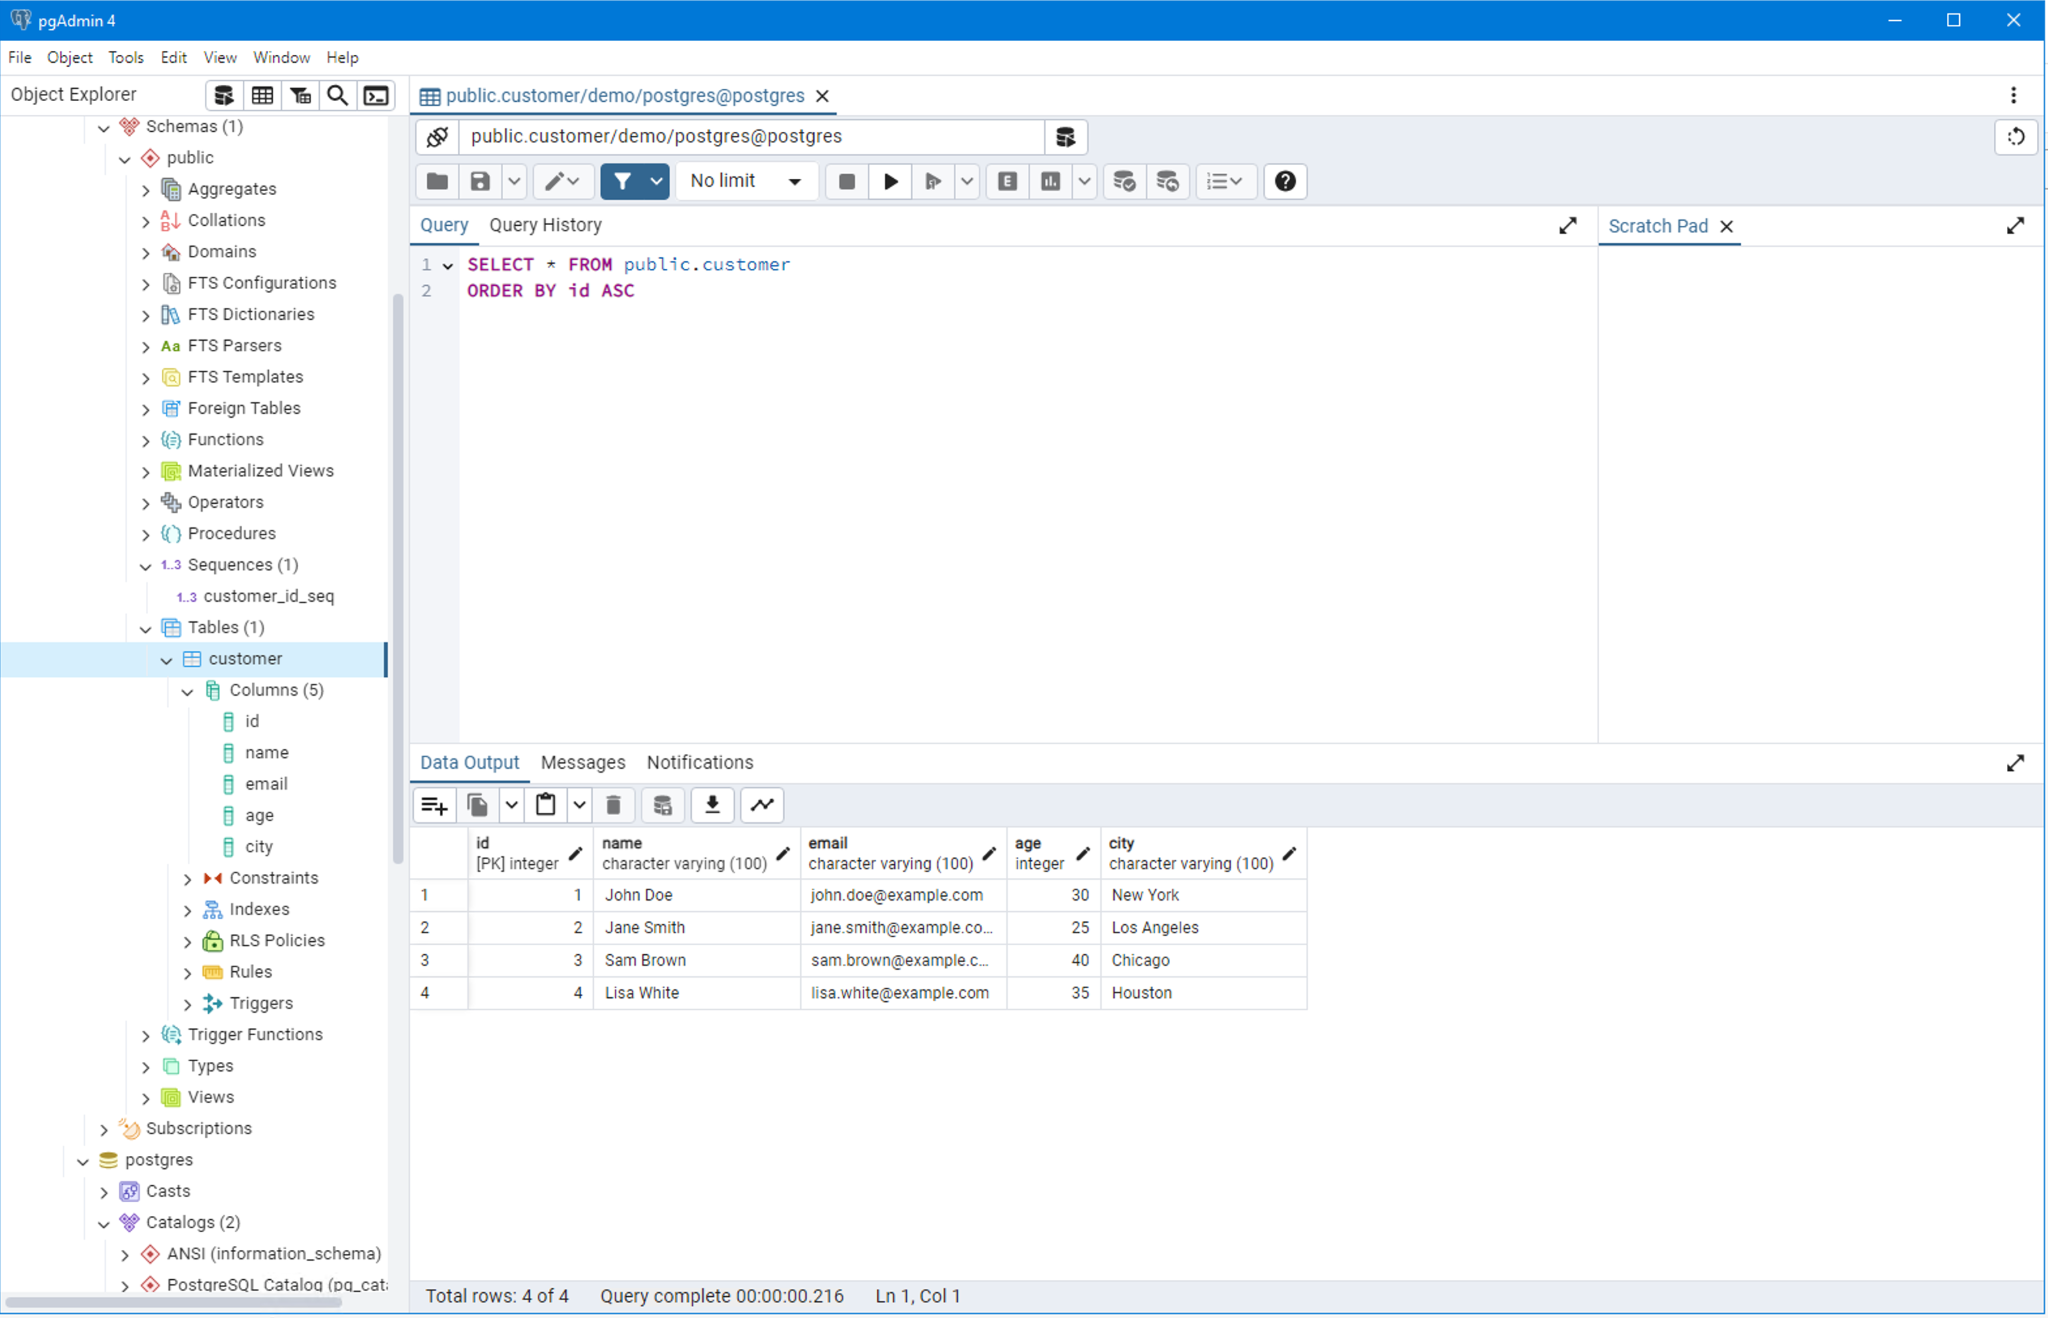 pgAdmin 4
File Object Tools Edit View Window Help
Object Explorer
Schemas (1)
public
Aggregates
Collations
Domains
FTS Configurations
FTS Dictionaries
Aa FTS Parsers
FTS Templates
Foreign Tables
Functions
Materialized Views
Operators
Procedures
1..3 Sequences (1)
1..3 customer_id_seq
Tables (1)
customer
Columns (5)
id
name
email
age
city
Constraints
Indexes
RLS Policies
Rules
Triggers
Trigger Functions
Types
Views
Subscriptions
postgres
Casts
Catalogs (2)
ANSI (information_schema)
PostgreSQL Catalog (pg_cat
public.customer/demo/postgres@postgres
public.customer/demo/postgres@postgres
No limit E
Query Query History
Scratch Pad
1 SELECT * FROM public.customer
2 ORDER BY id ASC
Data Output Messages Notifications
id name email age city
[PK] integer character varying (100) character varying (100) integer character varying (100)
1 1 John Doe john.doe@example.com 30 New York
2 2 Jane Smith jane.smith@example.co... 25 Los Angeles
3 3 Sam Brown sam.brown@example.c... 40 Chicago
4 4 Lisa White lisa.white@example.com 35 Houston
Total rows: 4 of 4 Query complete 00:00:00.216 Ln 1, Col 1